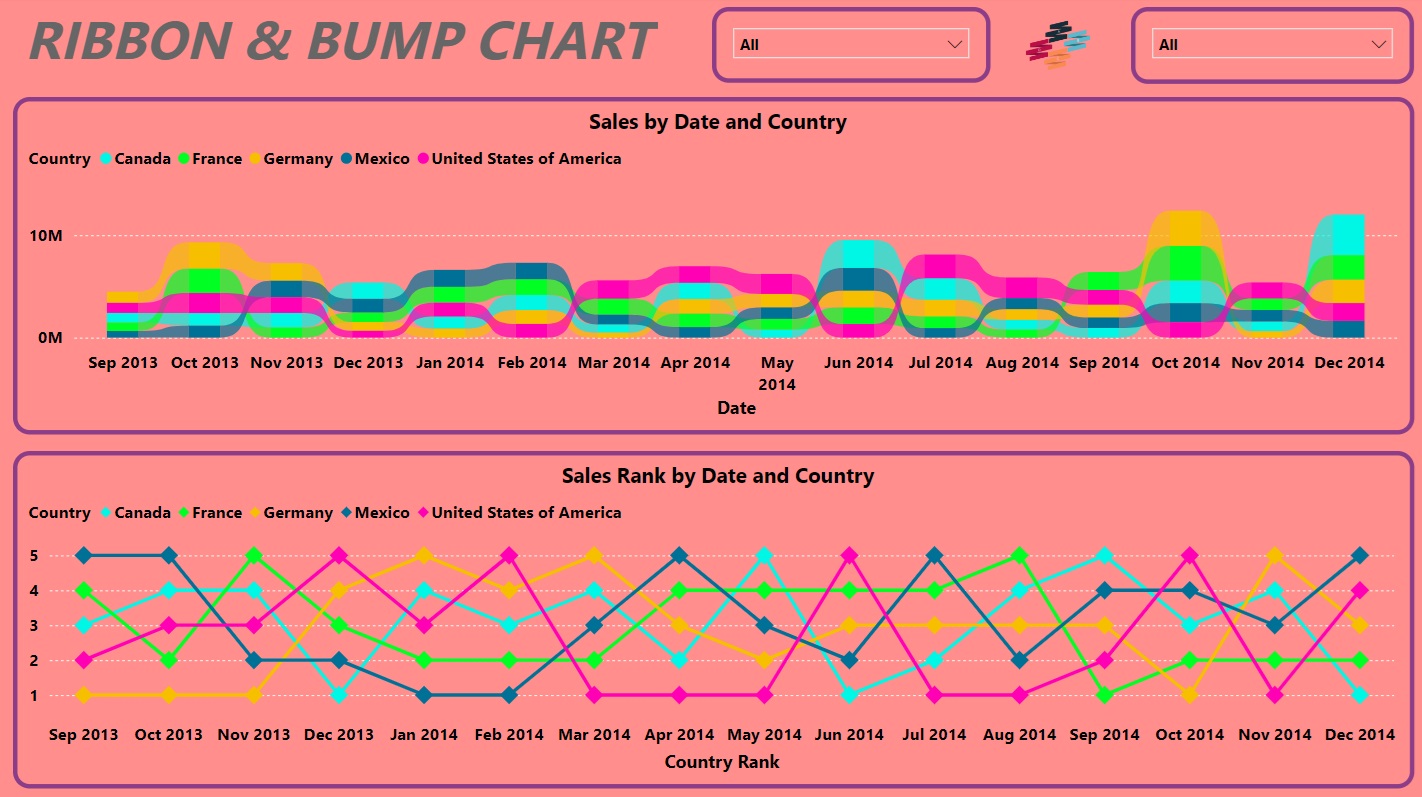 RIBBON & BUMP CHART
All
All
Sales by Date and Country
Country Canada France Germany Mexico United States of America
10M
0M
Sep 2013 Oct 2013 Nov 2013 Dec 2013 Jan 2014 Feb 2014 Mar 2014 Apr 2014 May 2014 Jun 2014 Jul 2014 Aug 2014 Sep 2014 Oct 2014 Nov 2014 Dec 2014
Date
Sales Rank by Date and Country
Country Canada France Germany Mexico United States of America
5
4
3
2
1
Sep 2013 Oct 2013 Nov 2013 Dec 2013 Jan 2014 Feb 2014 Mar 2014 Apr 2014 May 2014 Jun 2014 Jul 2014 Aug 2014 Sep 2014 Oct 2014 Nov 2014 Dec 2014
Country Rank